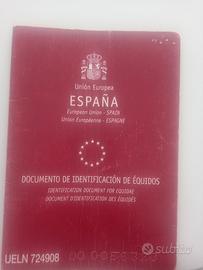 Unión Europea
ESPAÑA
European Union - SPAIN
Union Européenne - ESPAGNE
DOCUMENTO DE IDENTIFICACIÓN DE ÉQUIDOS
IDENTIFICATION DOCUMENT FOR EQUIDAE
DOCUMENT D'IDENTIFICATION DES ÉQUIDÉS
UELN 724908
subito